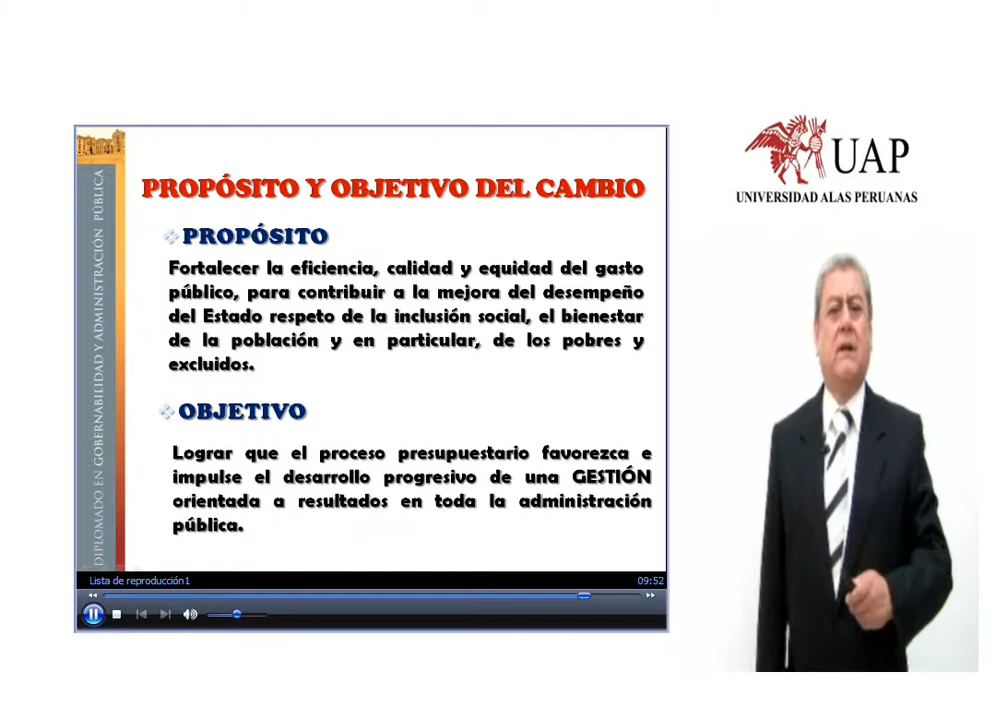 DIPLOMADO EN GOBERNABILIDAD Y ADMINISTRACIÓN PÚBLICA
PROPÓSITO Y OBJETIVO DEL CAMBIO
PROPÓSITO
Fortalecer la eficiencia, calidad y equidad del gasto
público, para contribuir a la mejora del desempeño
del Estado respeto de la inclusión social, el bienestar
de la población y en particular, de los pobres y
excluidos.
OBJETIVO
Lograr que el proceso presupuestario favorezca e
impulse el desarrollo progresivo de una GESTIÓN
orientada a resultados en toda la administración
pública.
Lista de reproducción1
09:52
UAP
UNIVERSIDAD ALAS PERUANAS